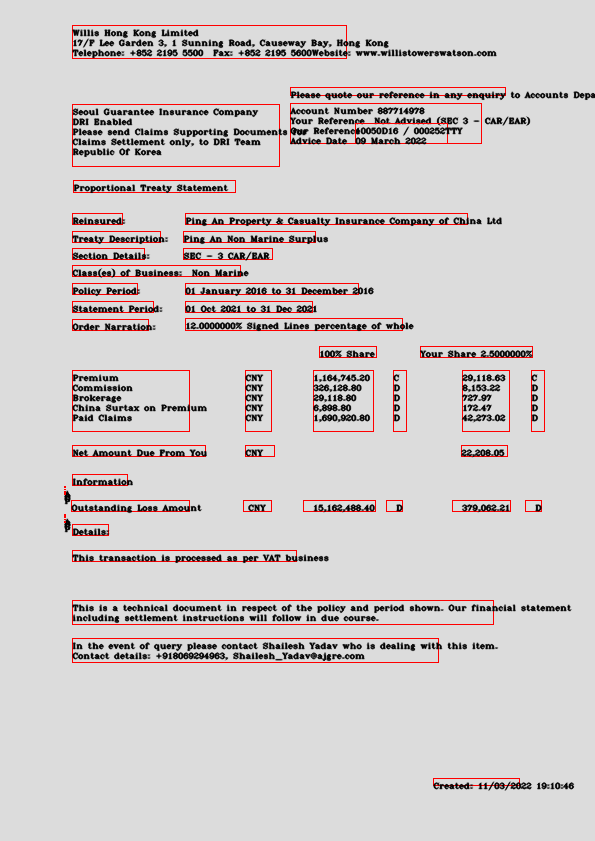 Willis Hong Kong Limited
17/F Lee Garden 3, 1 Sunning Road, Causeway Bay, Hong Kong
Telephone: +852 2195 5500 Fax: +852 2195 5600Website: www.willistowerswatson.com
Please quote our reference in any enquiry to Accounts Depa
Seoul Guarantee Insurance Company
DRI Enabled
Please send Claims Supporting Documents for
Claims Settlement only, to DRI Team
Republic Of Korea
Account Number 887714978
Your Reference Not Advised (SEC 3 - CAR/EAR)
Our Reference 10050D16 / 000252TTY
Advice Date 09 March 2022
Proportional Treaty Statement
Reinsured: Ping An Property & Casualty Insurance Company of China Ltd
Treaty Description: Ping An Non Marine Surplus
Section Details: SEC - 3 CAR/EAR
Class(es) of Business: Non Marine
Policy Period: 01 January 2016 to 31 December 2016
Statement Period: 01 Oct 2021 to 31 Dec 2021
Order Narration: 12.0000000% Signed Lines percentage of whole
100% Share Your Share 2.5000000%
Premium CNY 1,164,745.20 C 29,118.63 C
Commission CNY 326,128.80 D 8,153.22 D
Brokerage CNY 29,118.80 D 727.97 D
China Surtax on Premium CNY 6,898.80 D 172.47 D
Paid Claims CNY 1,690,920.80 D 42,273.02 D
Net Amount Due From You CNY 22,208.05
Information
Outstanding Loss Amount CNY 15,162,488.40 D 379,062.21 D
Details:
This transaction is processed as per VAT business
This is a technical document in respect of the policy and period shown. Our financial statement
including settlement instructions will follow in due course.
In the event of query please contact Shailesh Yadav who is dealing with this item.
Contact details: +918069294963, Shailesh_Yadav@ajgre.com
Created: 11/03/2022 19:10:46